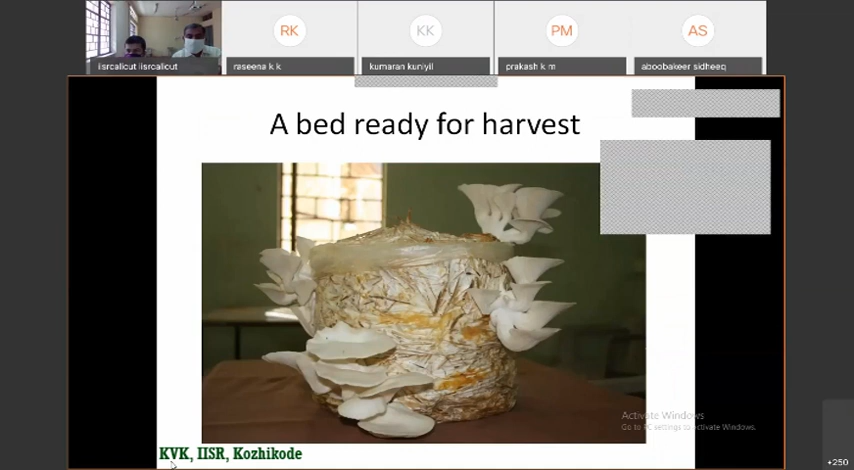 RK
KK
PM
AS
iisrcalicut iisrcalicut
raseena k k
kumaran kuniyil
prakash k m
aboobakeer sidheeq
A bed ready for harvest
Activate Windows
Go to PC settings to activate Windows.
KVK, IISR, Kozhikode
+250